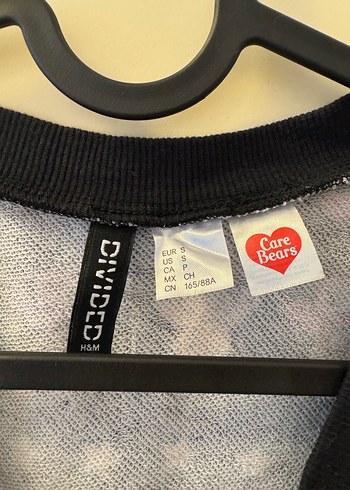 DIVIDED
H&M
EUR S
US S
CA P
MX CH
CN 165/88A
Care
Bears